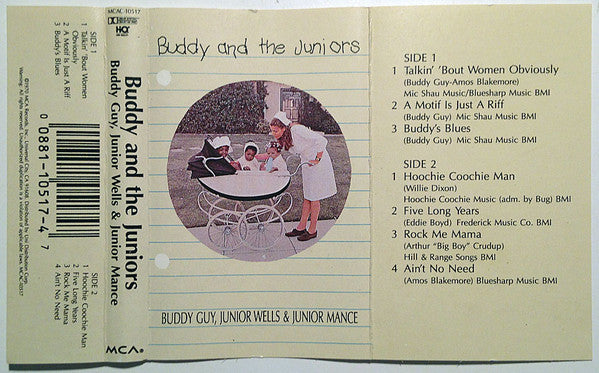 SIDE 1
1 Talkin' 'Bout Women
Obviously
2 A Motif Is Just A Riff
3 Buddy's Blues
SIDE 2
1 Hoochie Coochie Man
2 Five Long Years
3 Rock Me Mama
4 Ain't No Need
0 0881-10517-4 7
MCAC-10517
HQX
Buddy and the Juniors
Buddy Guy, Junior Wells & Junior Mance
MCA
Buddy and the Juniors
BUDDY GUY, JUNIOR WELLS & JUNIOR MANCE
SIDE 1
1 Talkin' 'Bout Women Obviously
(Buddy Guy-Amos Blakemore)
Mic Shau Music/Bluesharp Music BMI
2 A Motif Is Just A Riff
(Buddy Guy) Mic Shau Music BMI
3 Buddy's Blues
(Buddy Guy) Mic Shau Music BMI
SIDE 2
1 Hoochie Coochie Man
(Willie Dixon)
Hoochie Coochie Music (adm. by Bug) BMI
2 Five Long Years
(Eddie Boyd) Frederick Music Co. BMI
3 Rock Me Mama
(Arthur "Big Boy" Crudup)
Hill & Range Songs BMI
4 Ain't No Need
(Amos Blakemore) Bluesharp Music BMI